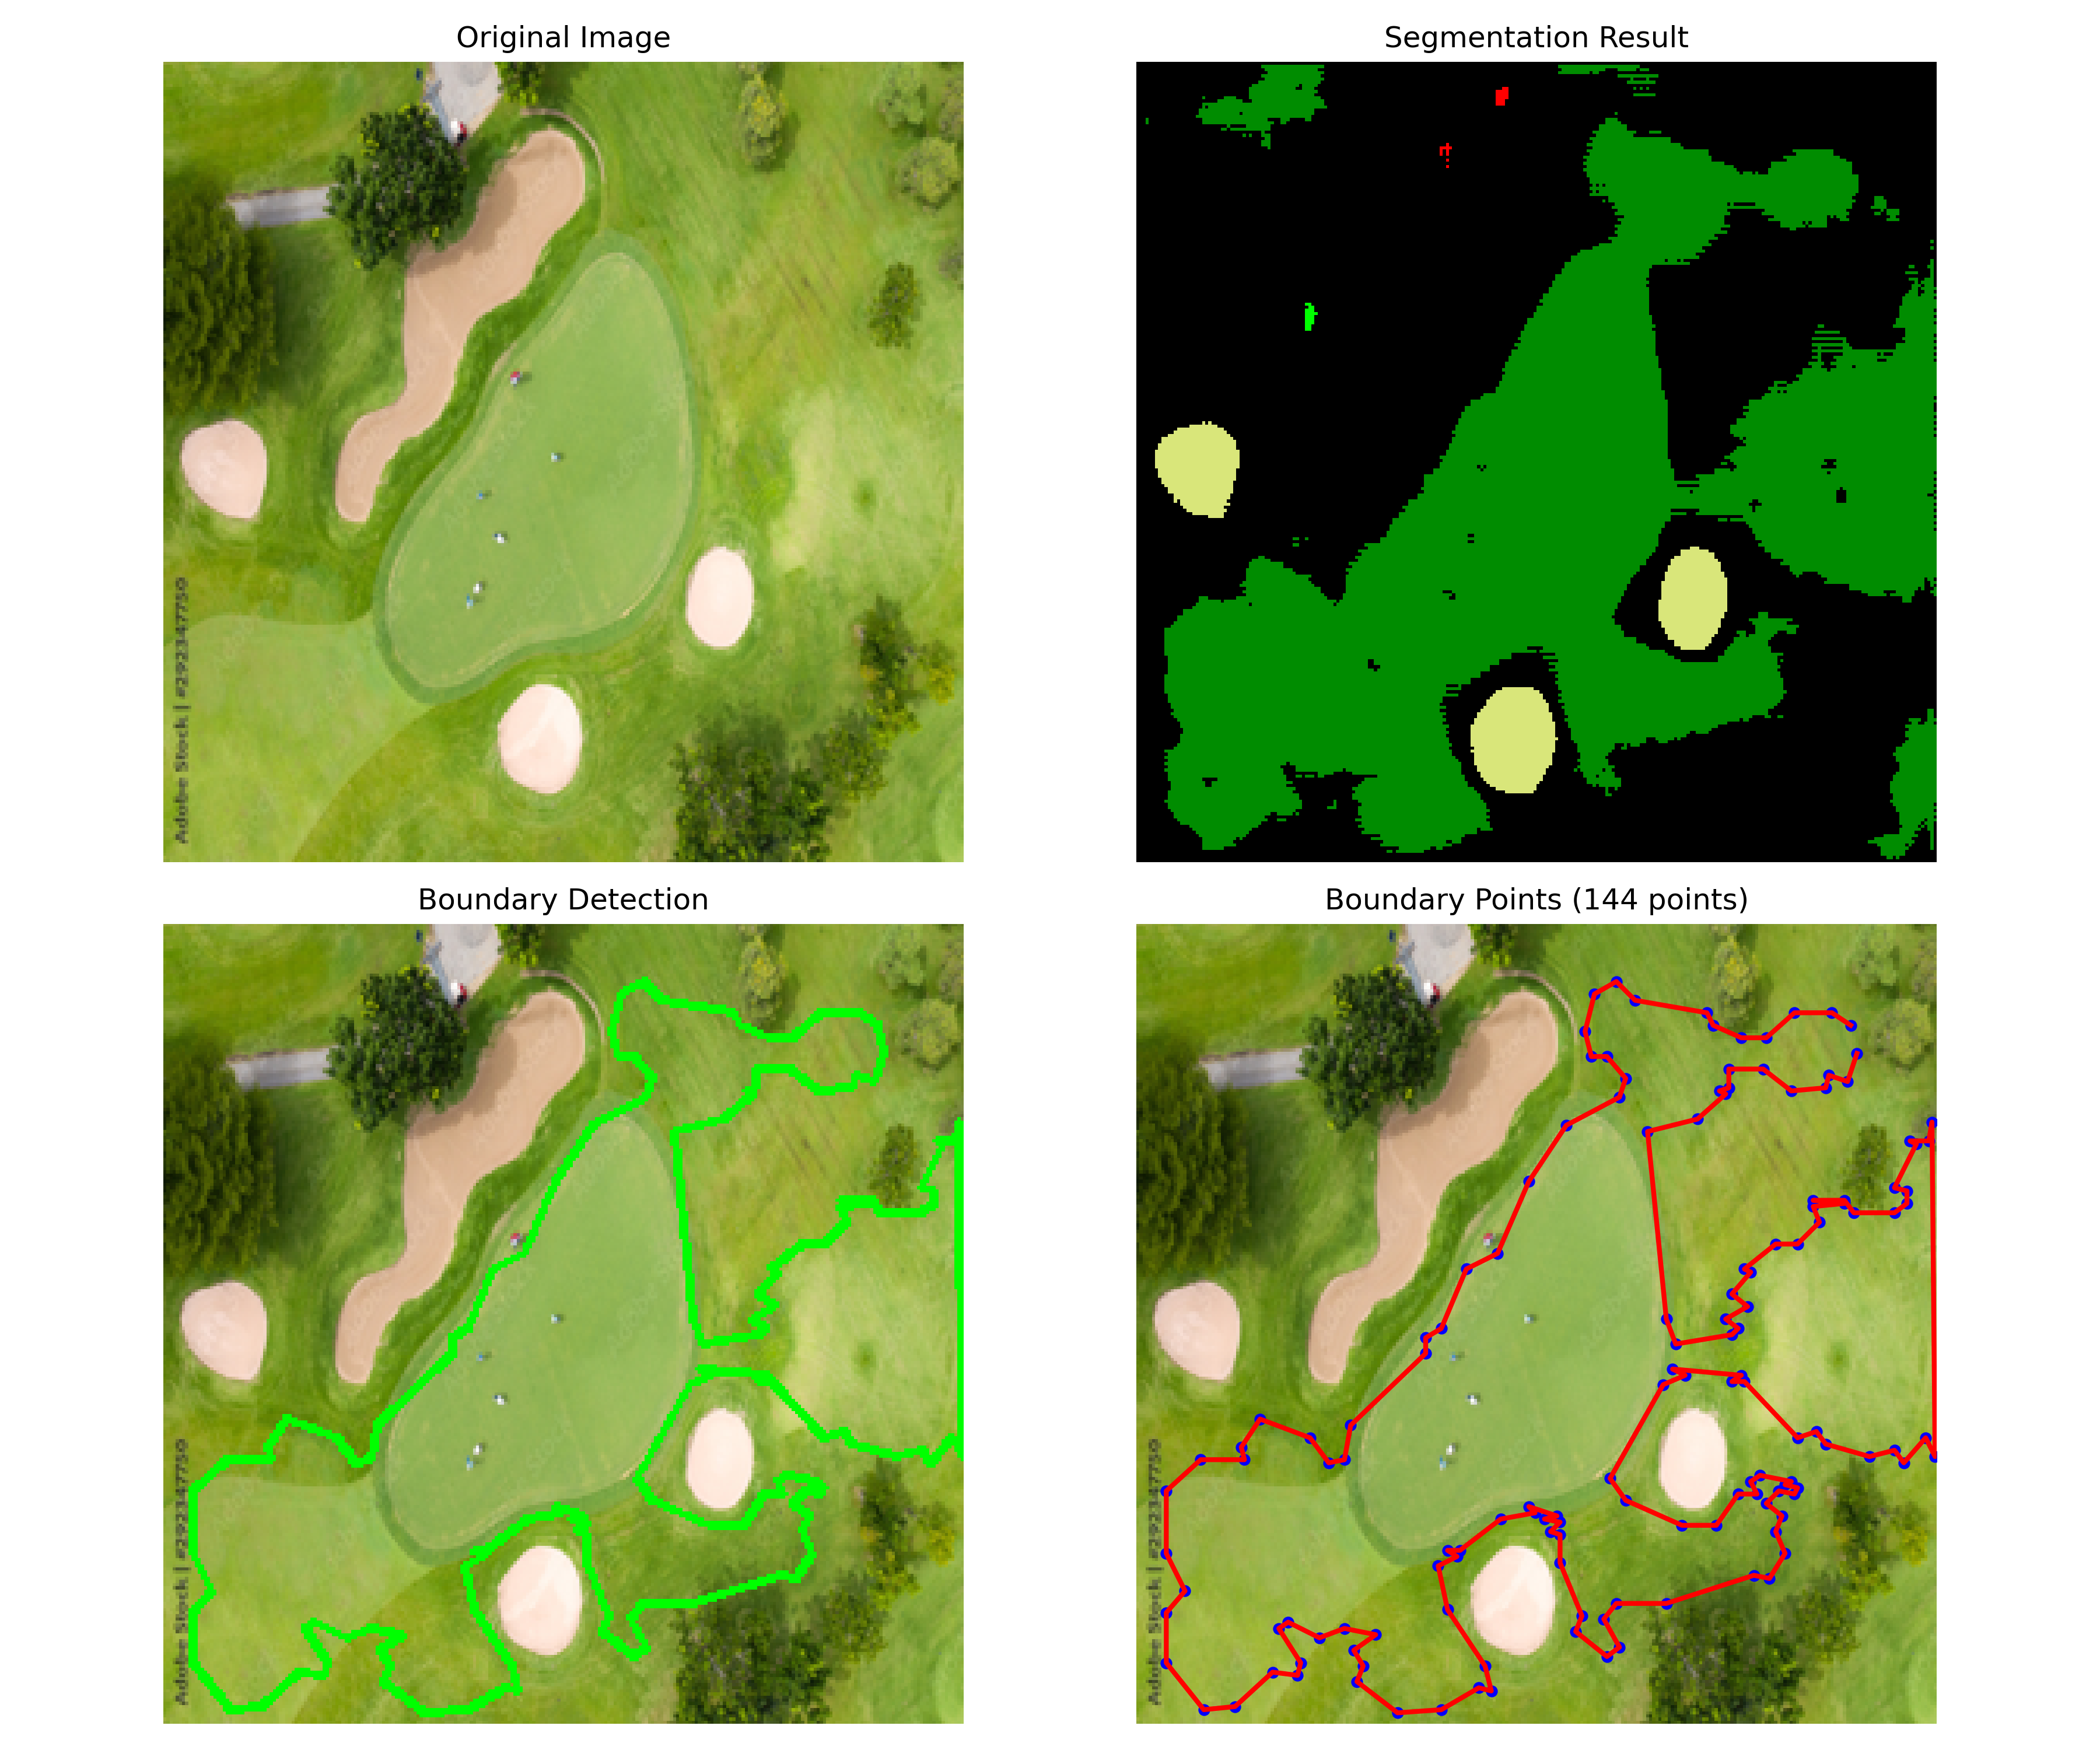 Original Image
Segmentation Result
Adobe Stock | #292347750
Boundary Detection
Boundary Points (144 points)
Adobe Stock | #292347750
Adobe Stock | #292347750